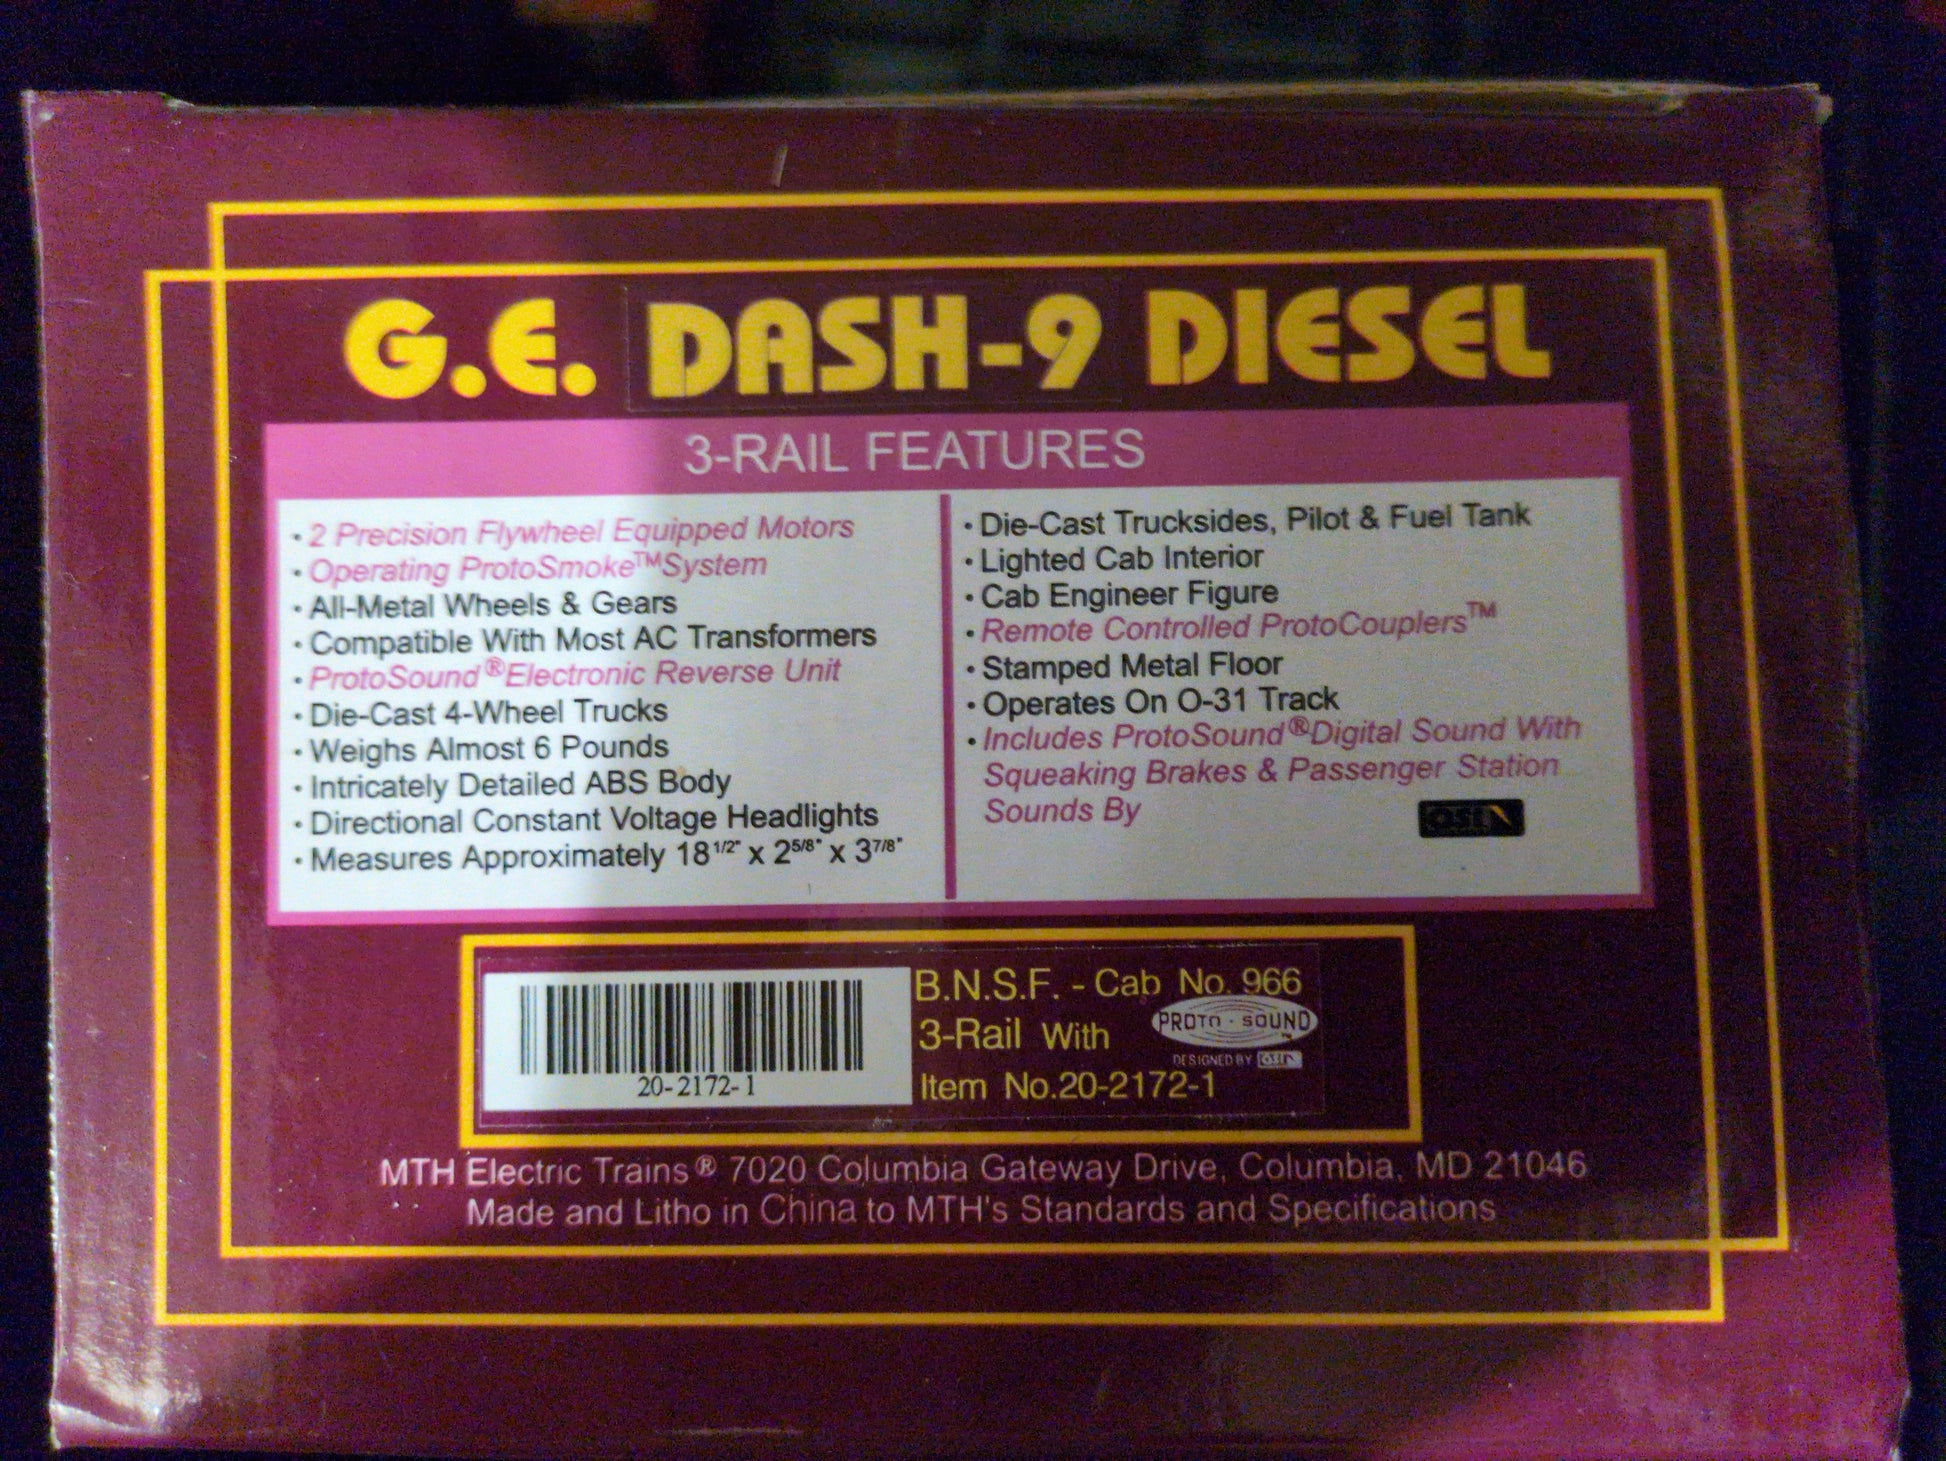 G.E. DASH-9 DIESEL
3-RAIL FEATURES
· 2 Precision Flywheel Equipped Motors
· Operating ProtoSmoke™System
· All-Metal Wheels & Gears
· Compatible With Most AC Transformers
· ProtoSound®Electronic Reverse Unit
· Die-Cast 4-Wheel Trucks
· Weighs Almost 6 Pounds
· Intricately Detailed ABS Body
· Directional Constant Voltage Headlights
· Measures Approximately 18 1/2" x 2 5/8" x 3 7/8"
· Die-Cast Trucksides, Pilot & Fuel Tank
· Lighted Cab Interior
· Cab Engineer Figure
· Remote Controlled ProtoCouplers™
· Stamped Metal Floor
· Operates On O-31 Track
· Includes ProtoSound®Digital Sound With
Squeaking Brakes & Passenger Station
Sounds By
20-2172-1
B.N.S.F. - Cab No. 966
3-Rail With
PROTO · SOUND™
DESIGNED BY
Item No.20-2172-1
MTH Electric Trains® 7020 Columbia Gateway Drive, Columbia, MD 21046
Made and Litho in China to MTH's Standards and Specifications